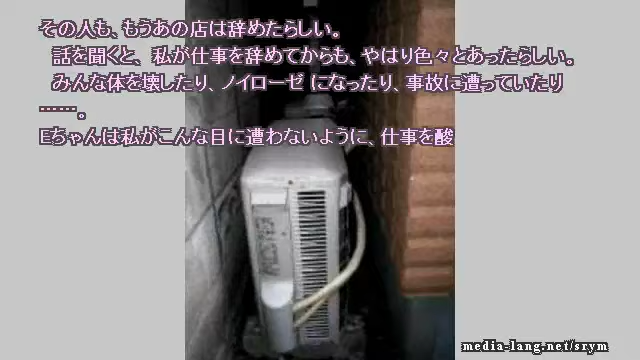 その人も、もうあの店は辞めたらしい。
話を聞くと、私が仕事を辞めてからも、やはり色々とあったらしい。
みんな体を壊したり、ノイローゼになったり、事故に遭っていたり
……。
Eちゃんは私がこんな目に遭わないように、仕事を酸
media-lang.net/srym